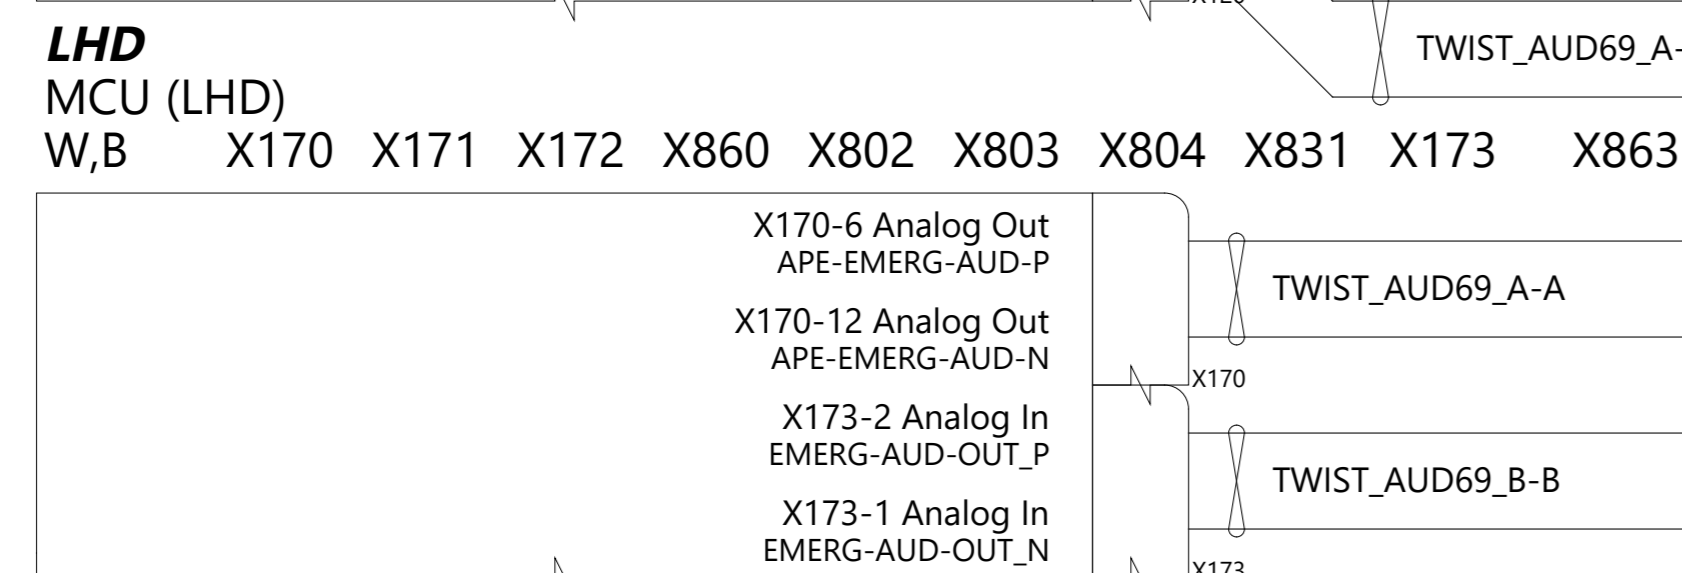 TWIST_AUD69_A-
LHD
MCU (LHD)
W,B X170 X171 X172 X860 X802 X803 X804 X831 X173 X863
X170-6 Analog Out
APE-EMERG-AUD-P
TWIST_AUD69_A-A
X170-12 Analog Out
APE-EMERG-AUD-N
X170
X173-2 Analog In
EMERG-AUD-OUT_P
TWIST_AUD69_B-B
X173-1 Analog In
EMERG-AUD-OUT_N
X173